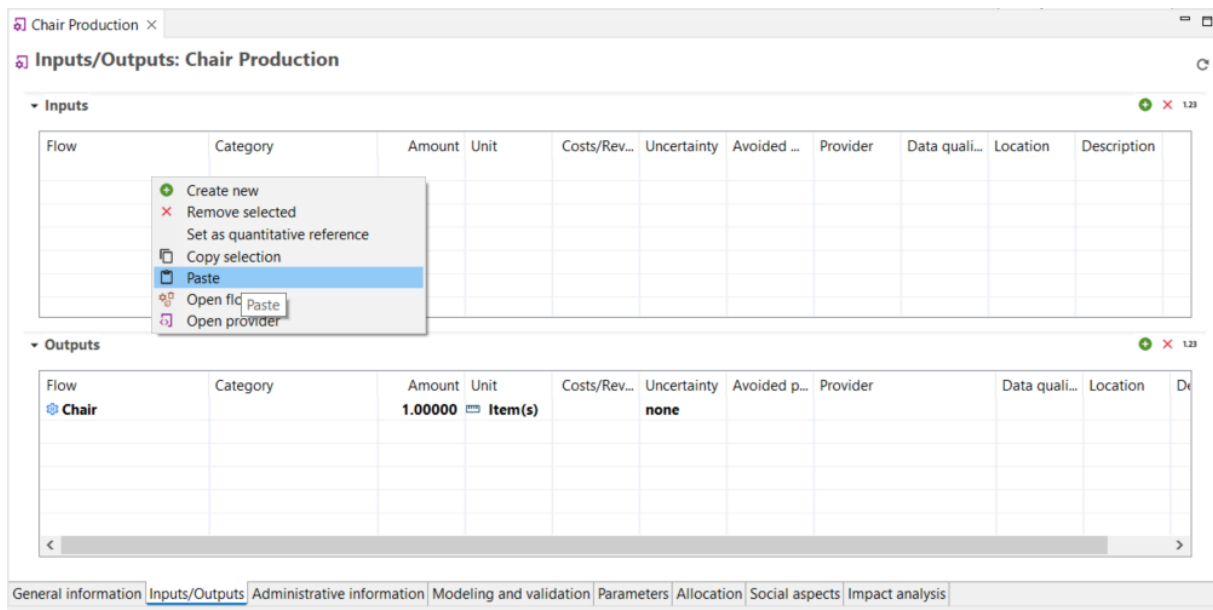 Chair Production
Inputs/Outputs: Chair Production
Inputs
1.23
Flow Category Amount Unit Costs/Rev... Uncertainty Avoided ... Provider Data quali... Location Description
Create new
Remove selected
Set as quantitative reference
Copy selection
Paste
Open flo
Paste
Open provider
Outputs
1.23
Flow Category Amount Unit Costs/Rev... Uncertainty Avoided p... Provider Data quali... Location De
Chair 1.00000 Item(s) none
General information Inputs/Outputs Administrative information Modeling and validation Parameters Allocation Social aspects Impact analysis